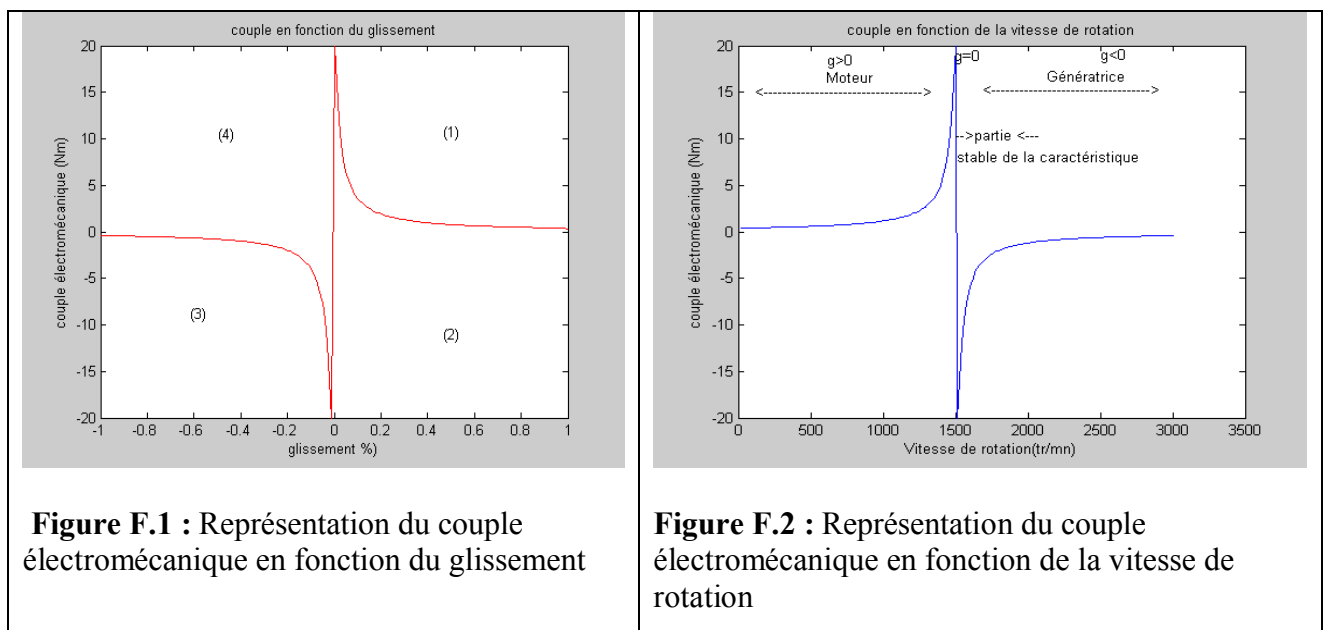 couple en fonction du glissement
20
15
10
5
0
-5
-10
-15
-20
couple électromécanique (Nm)
(4)
(1)
(3)
(2)
-1 -0.8 -0.6 -0.4 -0.2 0 0.2 0.4 0.6 0.8 1
glissement %)
Figure F.1 : Représentation du couple
électromécanique en fonction du glissement
couple en fonction de la vitesse de rotation
20
15
10
5
0
-5
-10
-15
-20
couple électromécanique (Nm)
g>0 g=0 g<0
Moteur Génératrice
<-----------------------------> <---------------------------->
-->partie <---
stable de la caractéristique
0 500 1000 1500 2000 2500 3000 3500
Vitesse de rotation(tr/mn)
Figure F.2 : Représentation du couple
électromécanique en fonction de la vitesse de
rotation